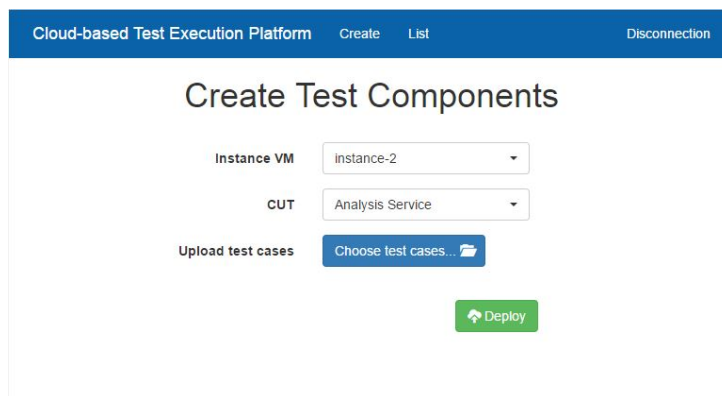 Cloud-based Test Execution Platform Create List Disconnection
Create Test Components
Instance VM instance-2
CUT Analysis Service
Upload test cases Choose test cases...
Deploy